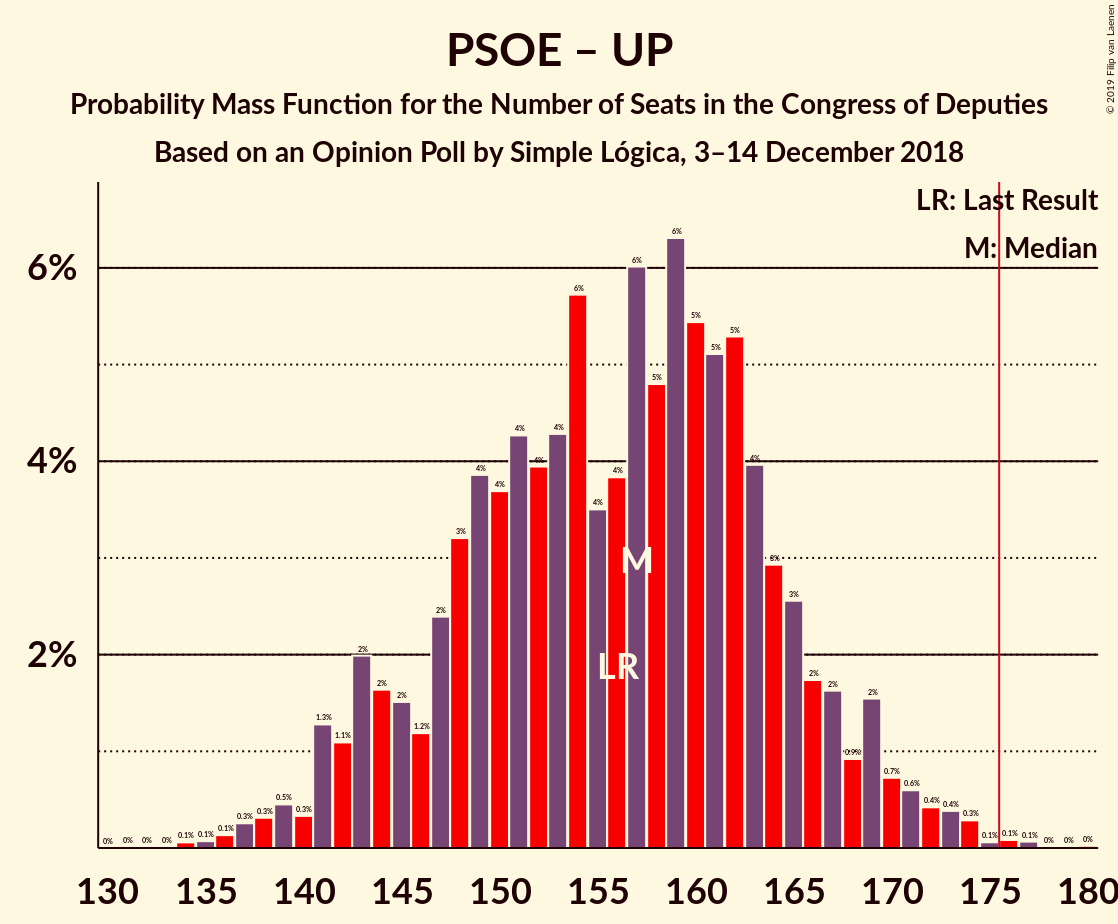 PSOE – UP
Probability Mass Function for the Number of Seats in the Congress of Deputies
Based on an Opinion Poll by Simple Lógica, 3–14 December 2018
© 2019 Filip van Laenen
LR: Last Result
M: Median
6%
4%
2%
0% 0% 0% 0% 0.1% 0.1% 0.1% 0.3% 0.3% 0.5% 0.3% 1.3% 1.1% 2% 2% 2% 1.2% 2% 3% 4% 4% 4% 4% 4% 6% 4% 4% 6% 5% 6% 5% 5% 5% 4% 3% 3% 2% 2% 0.9% 2% 0.7% 0.6% 0.4% 0.4% 0.3% 0.1% 0.1% 0.1% 0% 0% 0%
M
LR
130 135 140 145 150 155 160 165 170 175 180